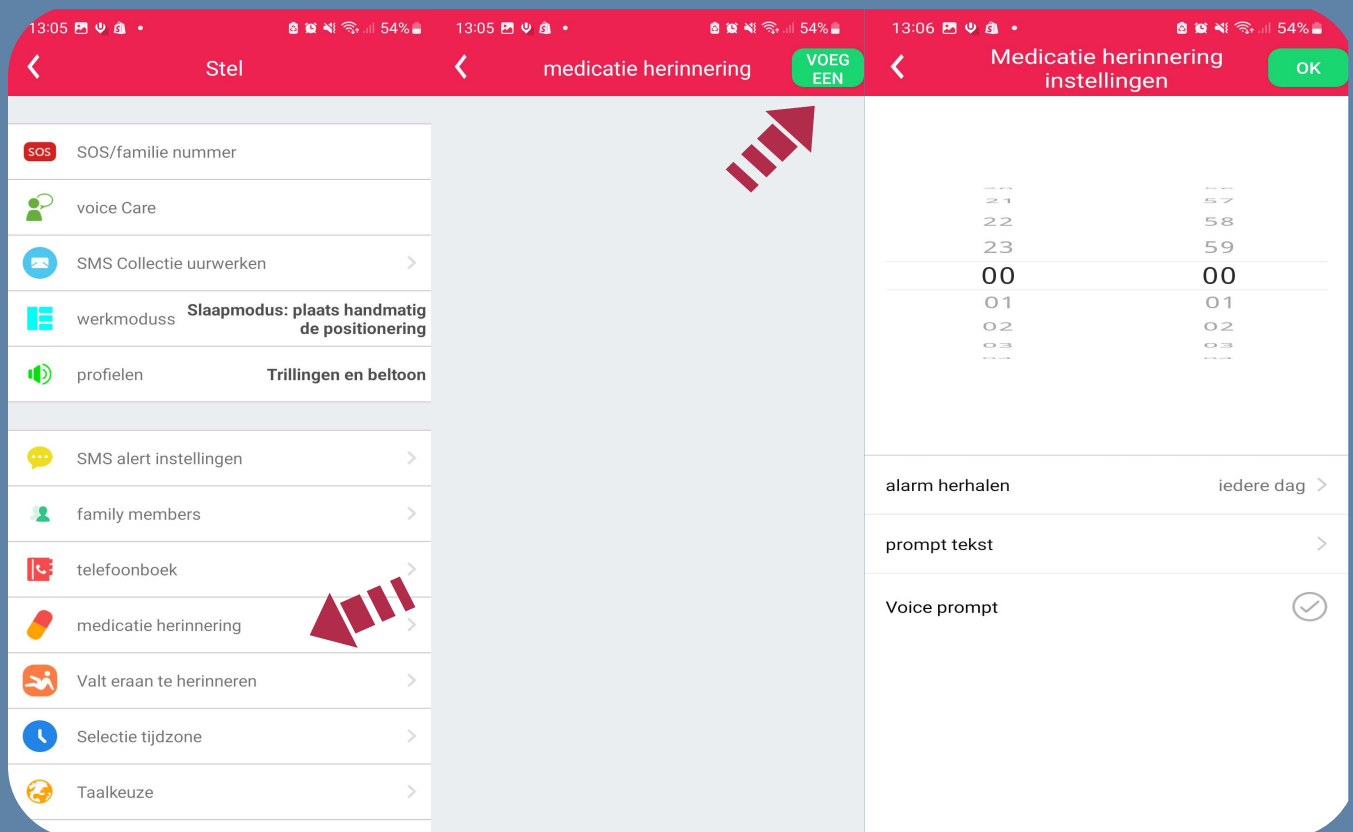 13:05
54%
Stel
SOS
SOS/familie nummer
voice Care
SMS Collectie uurwerken
werkmoduss
Slaapmodus: plaats handmatig
de positionering
profielen
Trillingen en beltoon
SMS alert instellingen
family members
telefoonboek
medicatie herinnering
Valt eraan te herinneren
Selectie tijdzone
Taalkeuze
13:05
54%
medicatie herinnering
VOEG
EEN
13:06
54%
Medicatie herinnering
instellingen
OK
21 57
22 58
23 59
00 00
01 01
02 02
03 03
alarm herhalen
iedere dag
prompt tekst
Voice prompt